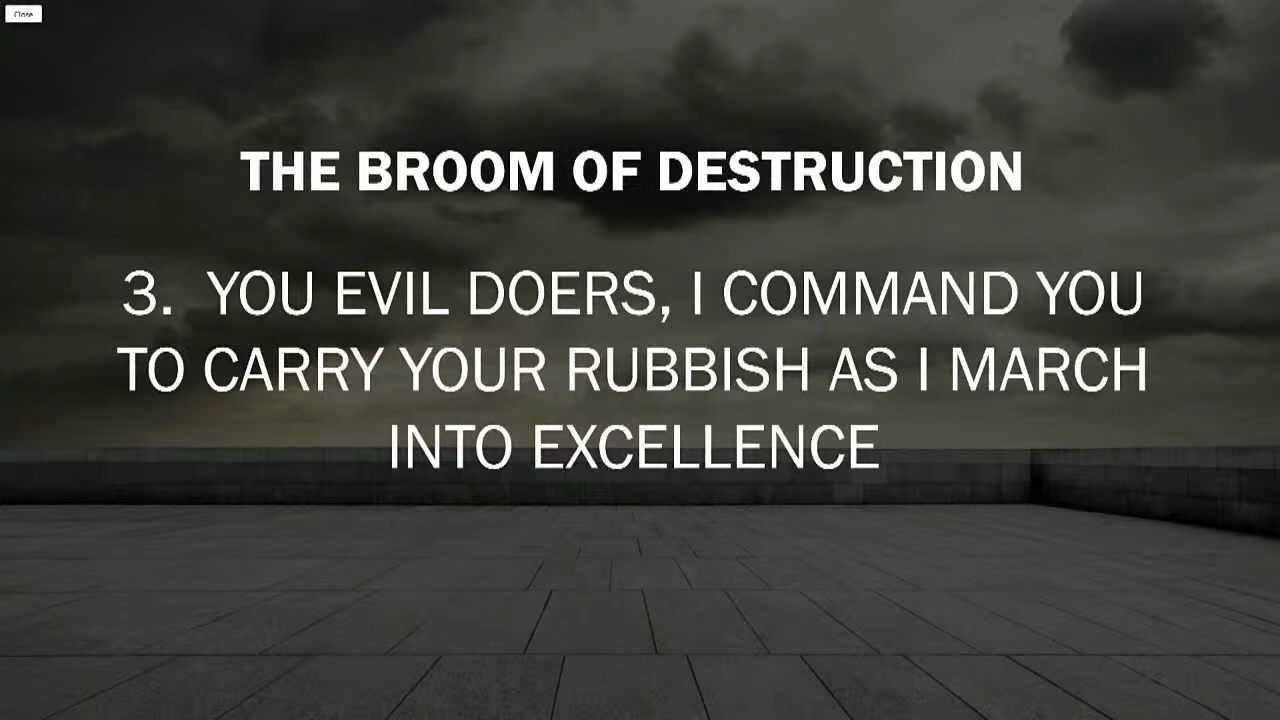 Close
THE BROOM OF DESTRUCTION
3. YOU EVIL DOERS, I COMMAND YOU
TO CARRY YOUR RUBBISH AS I MARCH
INTO EXCELLENCE